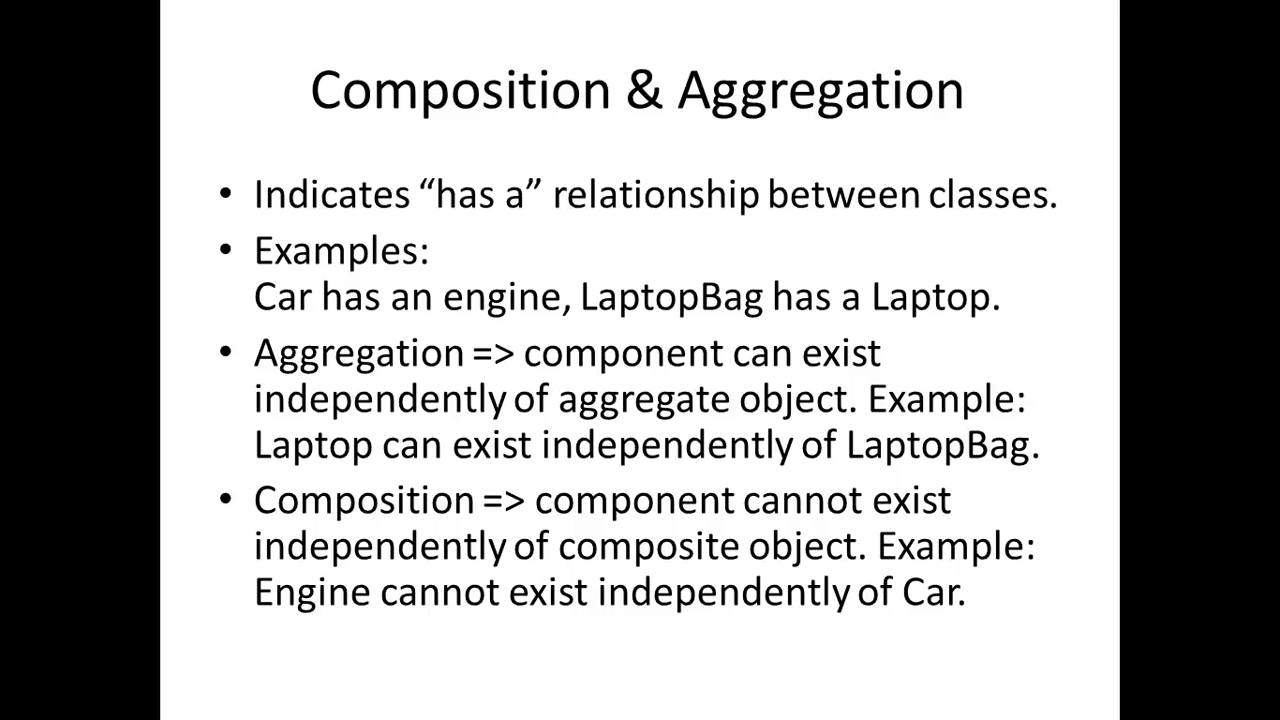 Composition & Aggregation
• Indicates “has a” relationship between classes.
• Examples:
Car has an engine, LaptopBag has a Laptop.
• Aggregation => component can exist
independently of aggregate object. Example:
Laptop can exist independently of LaptopBag.
• Composition => component cannot exist
independently of composite object. Example:
Engine cannot exist independently of Car.